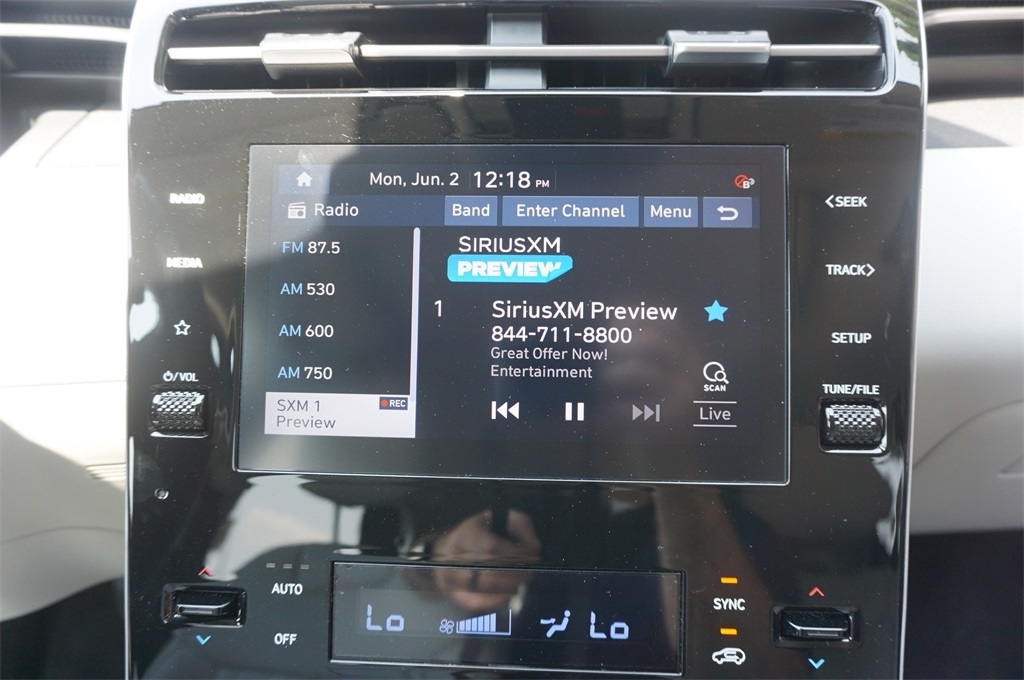 Mon, Jun. 2 12:18 PM
B
RADIO
MEDIA
/VOL
Radio
Band
Enter Channel
Menu
FM 87.5
AM 530
AM 600
AM 750
SXM 1
REC
Preview
SIRIUSXM
PREVIEW
1
SiriusXM Preview
844-711-8800
Great Offer Now!
Entertainment
SCAN
Live
<SEEK
TRACK>
SETUP
TUNE/FILE
AUTO
OFF
Lo
Lo
SYNC